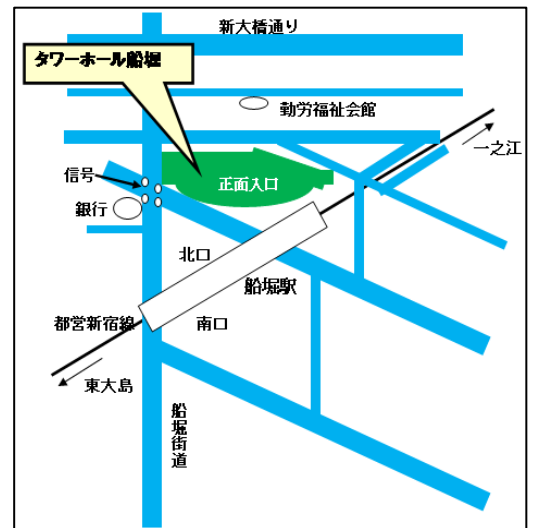 新大橋通り
タワーホール船堀
勤労福祉会館
一之江
信号
正面入口
銀行
北口
船堀駅
都営新宿線
南口
東大島
船堀街道